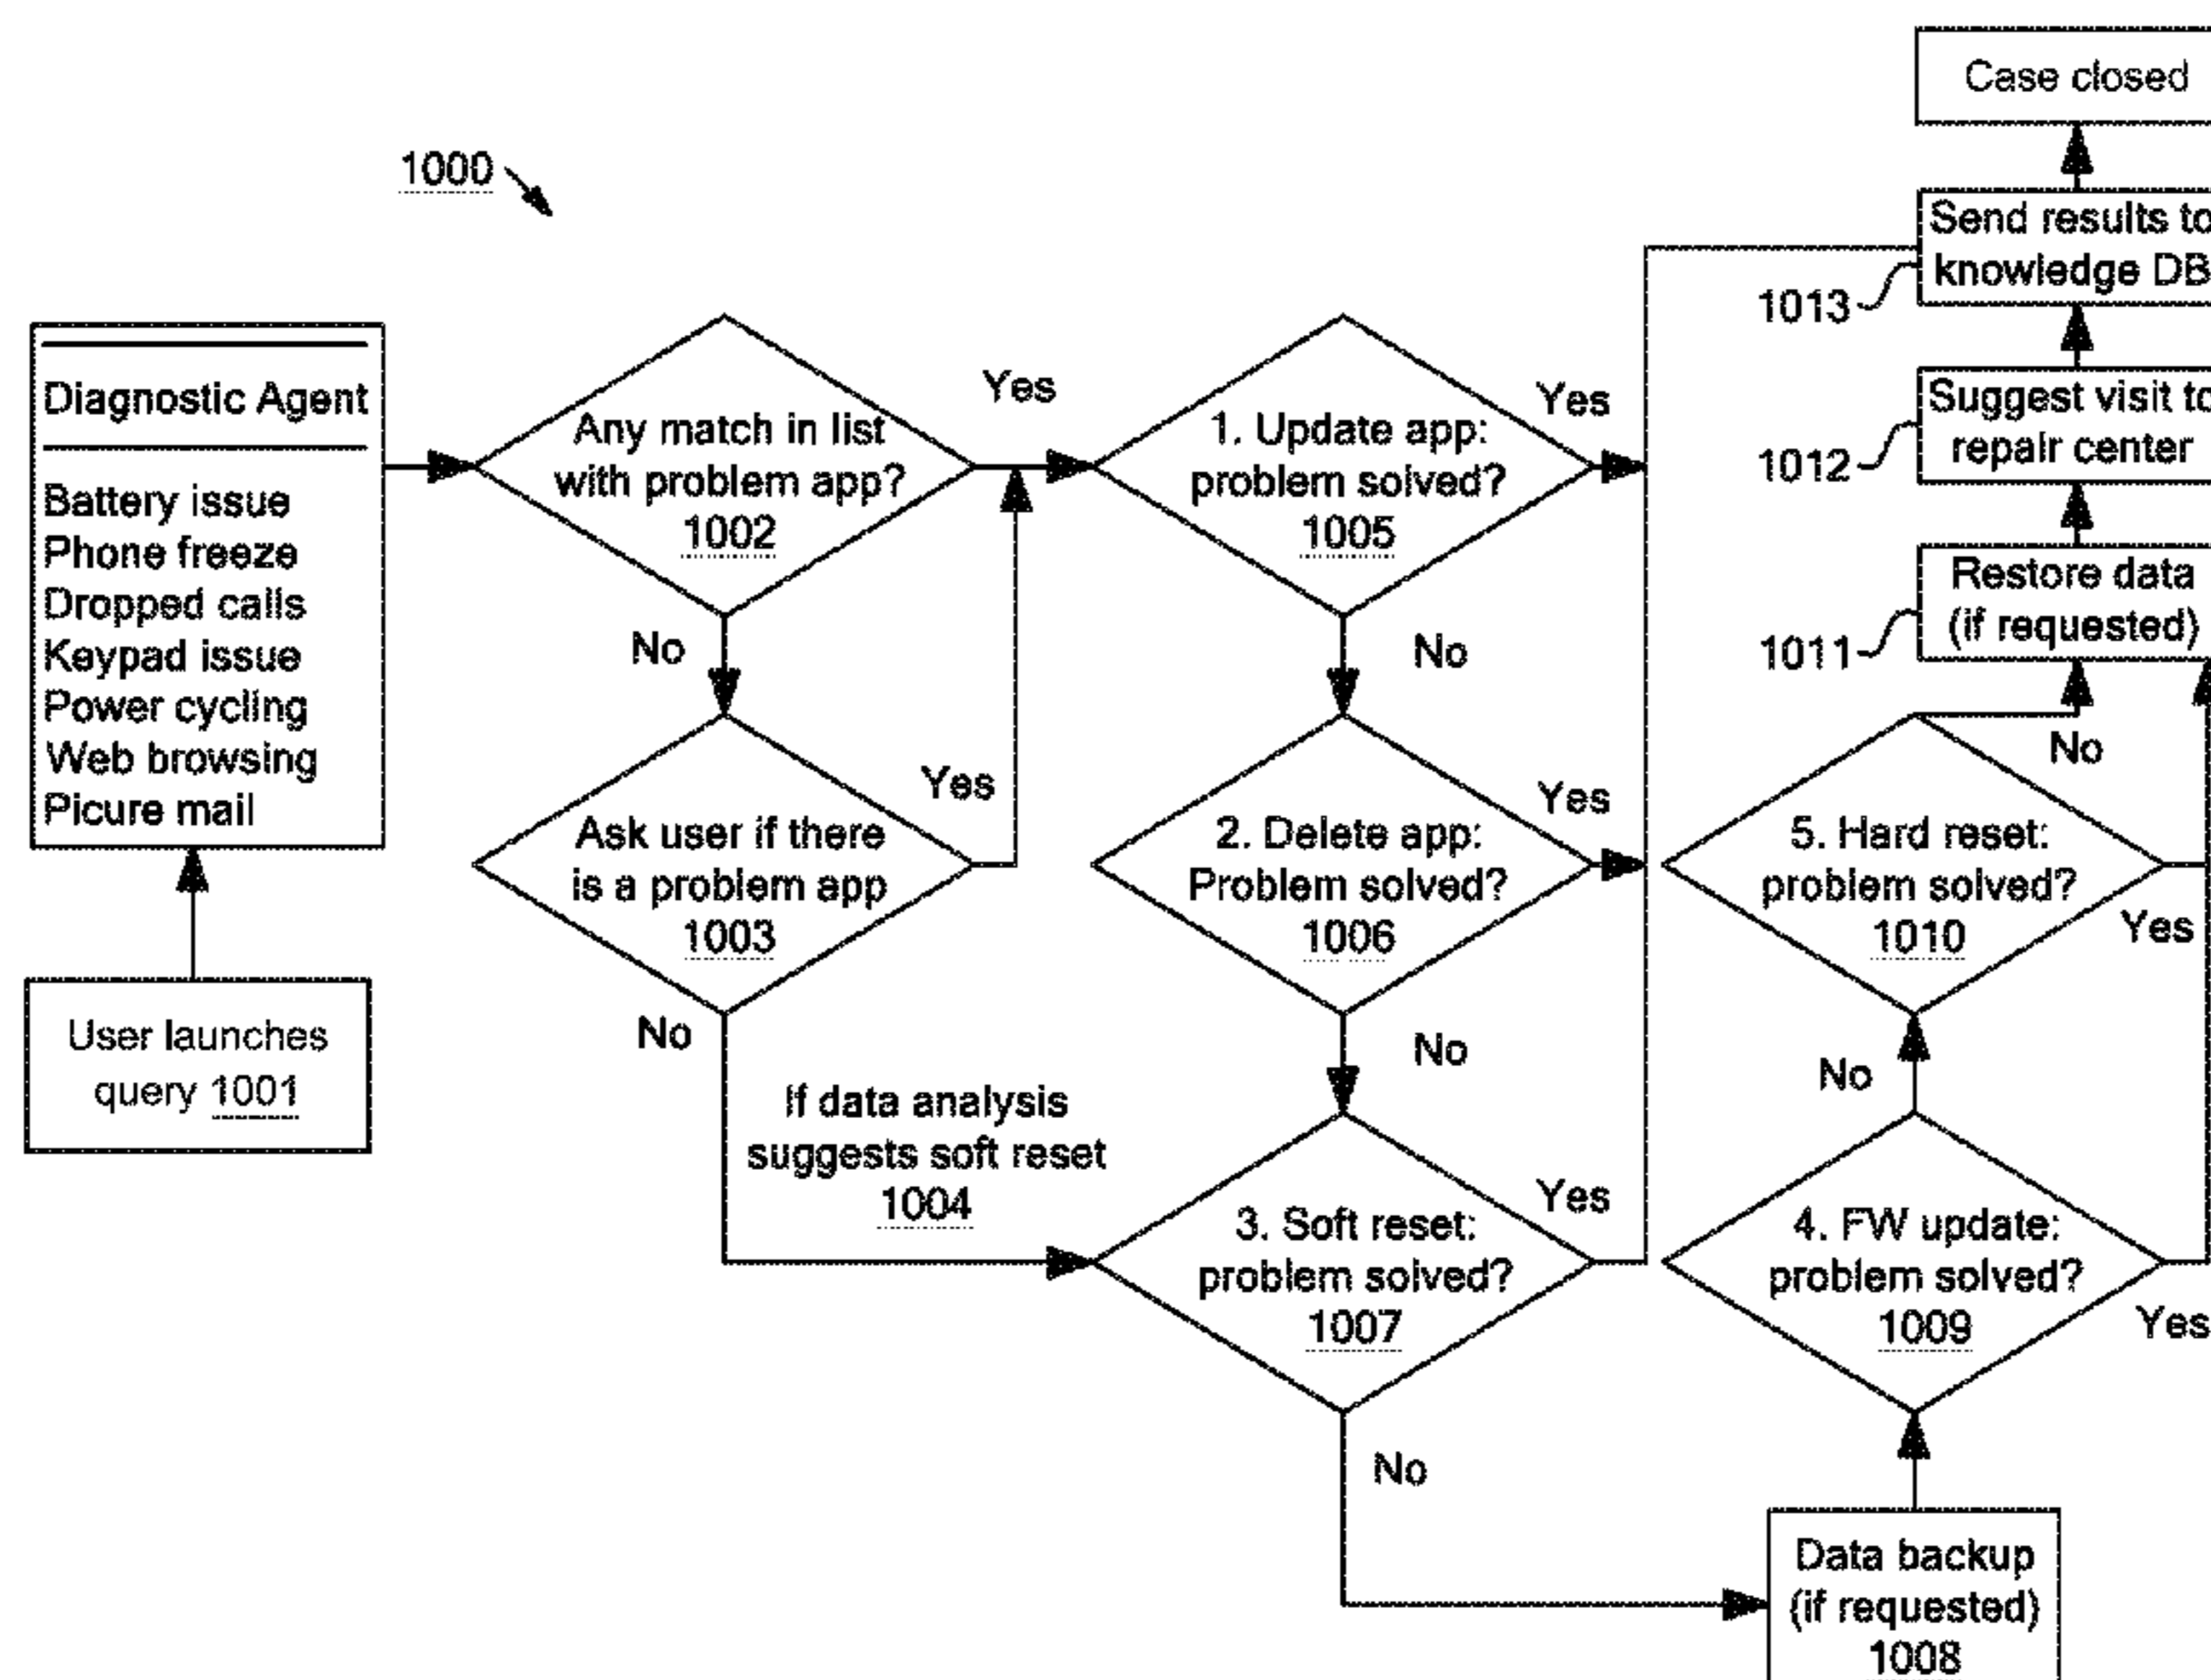 1000
Diagnostic Agent
Battery issue
Phone freeze
Dropped calls
Keypad issue
Power cycling
Web browsing
Picure mail
User launches
query 1001
Any match in list
with problem app?
1002
Yes
No
Ask user if there
is a problem app
1003
Yes
No
If data analysis
suggests soft reset
1004
1. Update app:
problem solved?
1005
Yes
No
2. Delete app:
Problem solved?
1006
Yes
No
3. Soft reset:
problem solved?
1007
Yes
No
Data backup
(if requested)
1008
4. FW update:
problem solved?
1009
Yes
No
5. Hard reset:
problem solved?
1010
Yes
No
Restore data
(if requested)
1011
Suggest visit to
repair center
1012
Send results to
knowledge DB
1013
Case closed